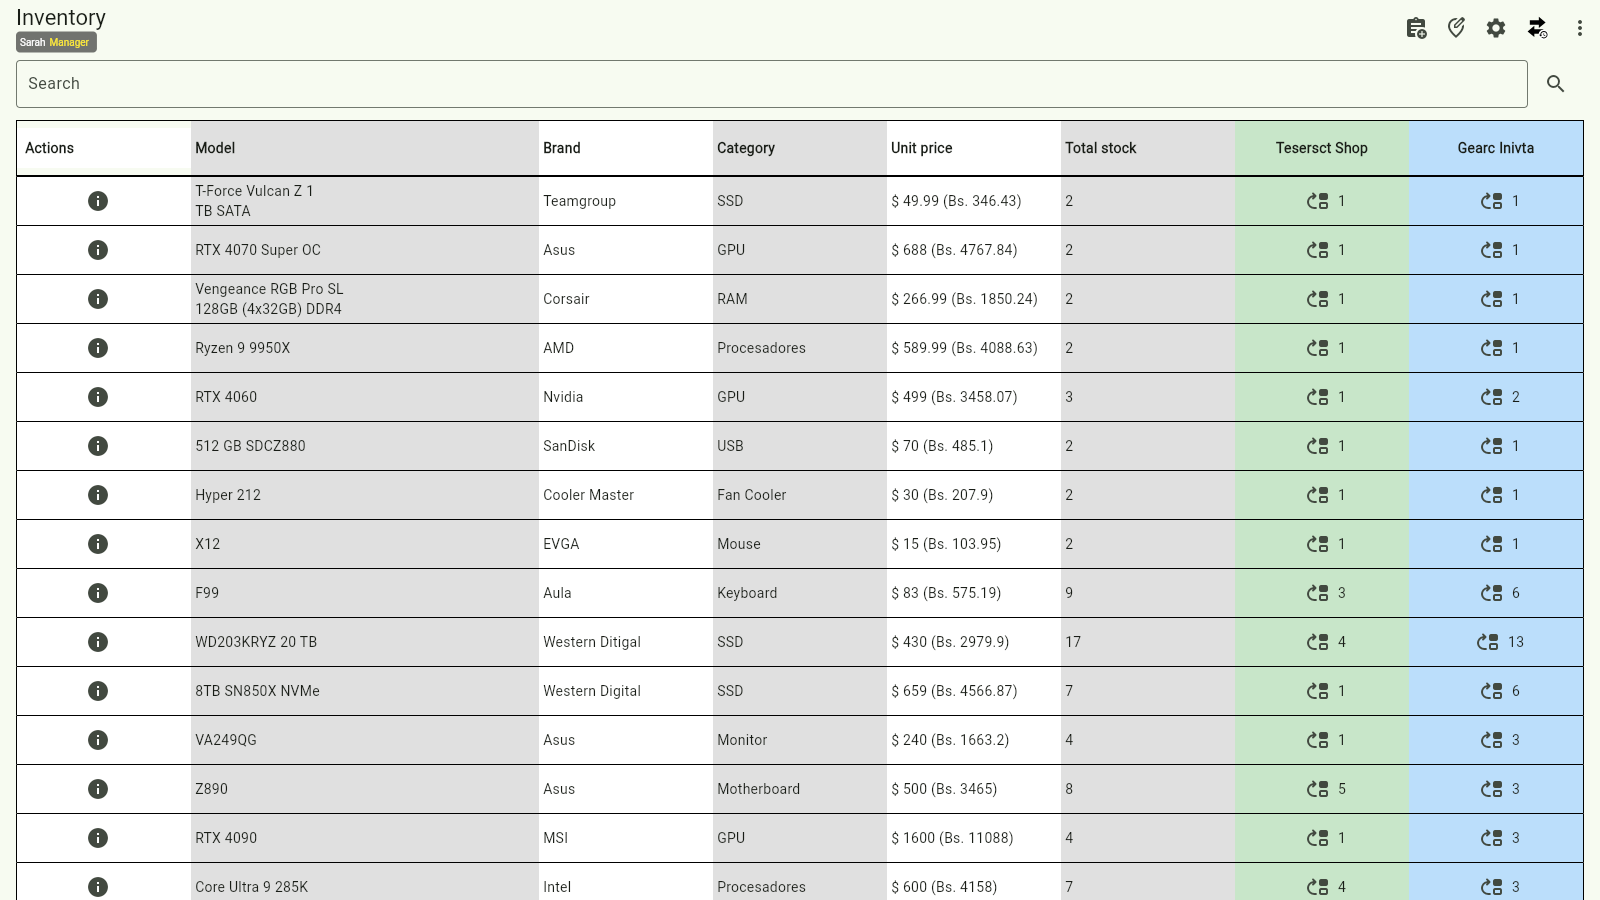 Inventory
Sarah Manager
Search
Actions Model Brand Category Unit price Total stock Tesersct Shop Gearc Inivta
T-Force Vulcan Z 1
TB SATA
Teamgroup SSD $ 49.99 (Bs. 346.43) 2 1 1
RTX 4070 Super OC Asus GPU $ 688 (Bs. 4767.84) 2 1 1
Vengeance RGB Pro SL
128GB (4x32GB) DDR4
Corsair RAM $ 266.99 (Bs. 1850.24) 2 1 1
Ryzen 9 9950X AMD Procesadores $ 589.99 (Bs. 4088.63) 2 1 1
RTX 4060 Nvidia GPU $ 499 (Bs. 3458.07) 3 1 2
512 GB SDCZ880 SanDisk USB $ 70 (Bs. 485.1) 2 1 1
Hyper 212 Cooler Master Fan Cooler $ 30 (Bs. 207.9) 2 1 1
X12 EVGA Mouse $ 15 (Bs. 103.95) 2 1 1
F99 Aula Keyboard $ 83 (Bs. 575.19) 9 3 6
WD203KRYZ 20 TB Western Ditigal SSD $ 430 (Bs. 2979.9) 17 4 13
8TB SN850X NVMe Western Digital SSD $ 659 (Bs. 4566.87) 7 1 6
VA249QG Asus Monitor $ 240 (Bs. 1663.2) 4 1 3
Z890 Asus Motherboard $ 500 (Bs. 3465) 8 5 3
RTX 4090 MSI GPU $ 1600 (Bs. 11088) 4 1 3
Core Ultra 9 285K Intel Procesadores $ 600 (Bs. 4158) 7 4 3